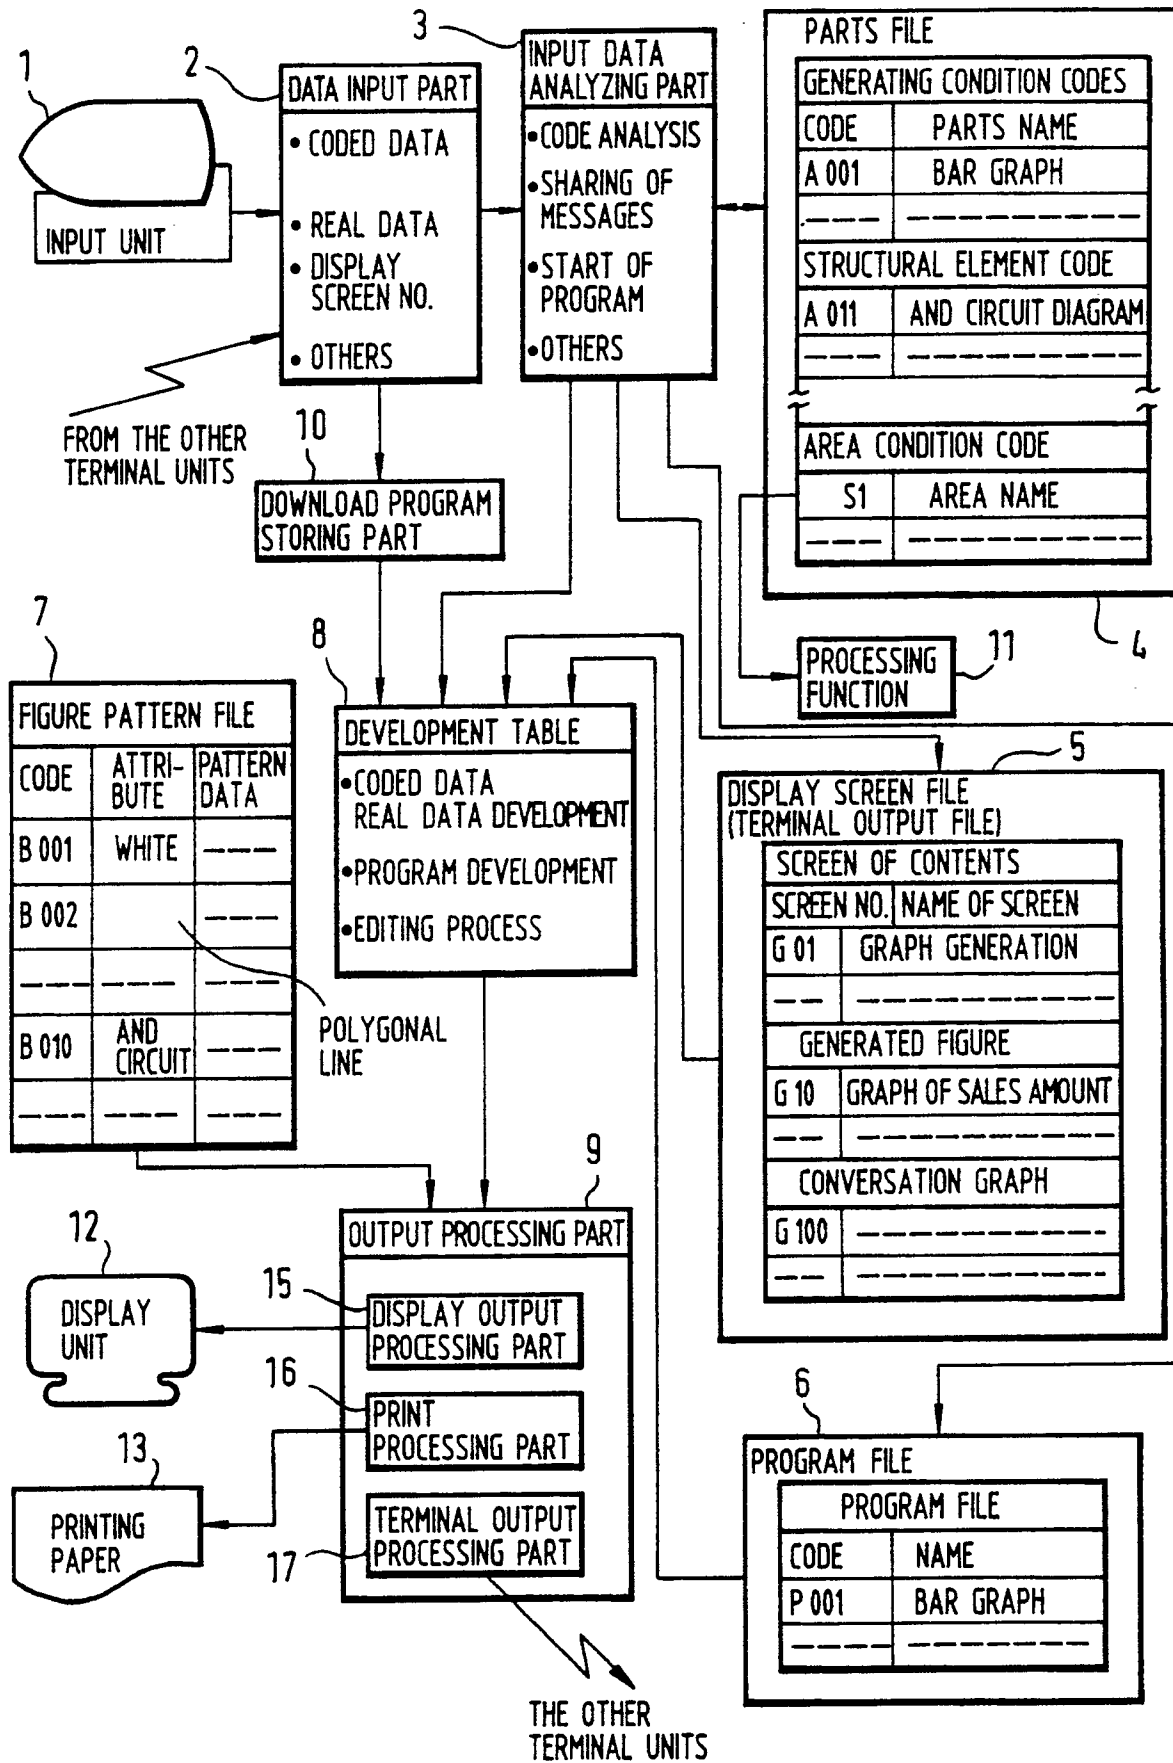 1
INPUT UNIT
2
DATA INPUT PART
• CODED DATA
• REAL DATA
• DISPLAY
SCREEN NO.
• OTHERS
FROM THE OTHER
TERMINAL UNITS
3
INPUT DATA
ANALYZING PART
•CODE ANALYSIS
•SHARING OF
MESSAGES
•START OF
PROGRAM
•OTHERS
PARTS FILE
GENERATING CONDITION CODES
CODE PARTS NAME
A 001 BAR GRAPH
STRUCTURAL ELEMENT CODE
A 011 AND CIRCUIT DIAGRAM
AREA CONDITION CODE
S1 AREA NAME
4
10
DOWNLOAD PROGRAM
STORING PART
11
PROCESSING
FUNCTION
7
FIGURE PATTERN FILE
CODE ATTRI-
BUTE PATTERN
DATA
B 001 WHITE
B 002
B 010 AND
CIRCUIT
POLYGONAL
LINE
8
DEVELOPMENT TABLE
•CODED DATA
REAL DATA DEVELOPMENT
•PROGRAM DEVELOPMENT
•EDITING PROCESS
5
DISPLAY SCREEN FILE
(TERMINAL OUTPUT FILE)
SCREEN OF CONTENTS
SCREEN NO. NAME OF SCREEN
G 01 GRAPH GENERATION
GENERATED FIGURE
G 10 GRAPH OF SALES AMOUNT
CONVERSATION GRAPH
G 100
9
OUTPUT PROCESSING PART
15
DISPLAY OUTPUT
PROCESSING PART
16
PRINT
PROCESSING PART
17
TERMINAL OUTPUT
PROCESSING PART
12
DISPLAY
UNIT
13
PRINTING
PAPER
THE OTHER
TERMINAL UNITS
6
PROGRAM FILE
PROGRAM FILE
CODE NAME
P 001 BAR GRAPH